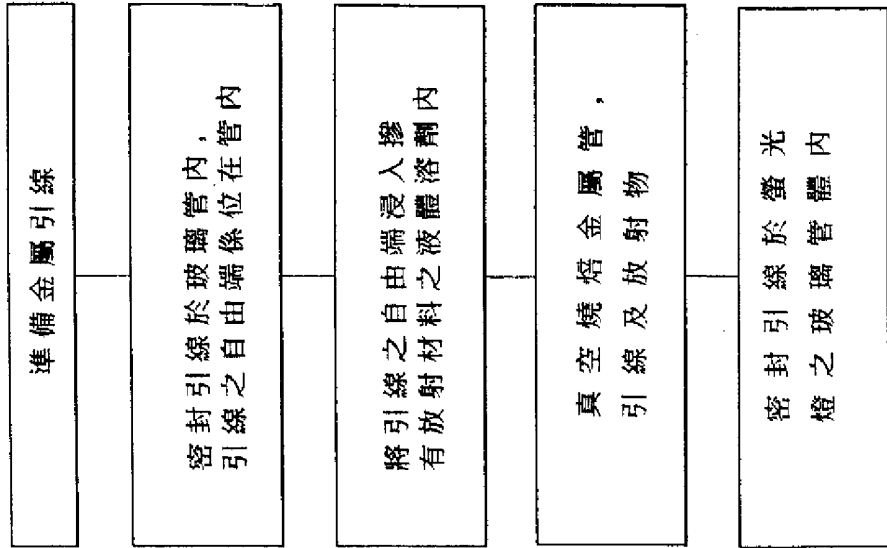 準備金屬引線
密封引線於玻璃管內，
引線之自由端係位在管內
將引線之自由端浸入摻
有放射材料之液體溶劑內
真空燒焙金屬管，
引線及放射物
密封引線於螢光
燈之玻璃管體內